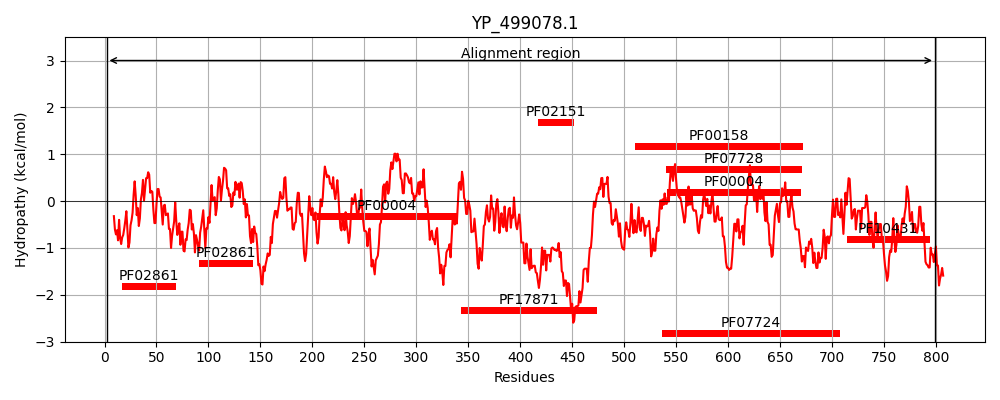 YP_499078.1
Alignment region
PF02151
PF00158
PF07728
PF00004
PF00004
PF10431
PF02861
PF02861
PF17871
PF07724
Hydropathy (kcal/mol)
3
2
1
0
−1
−2
−3
0 50 100 150 200 250 300 350 400 450 500 550 600 650 700 750 800
Residues